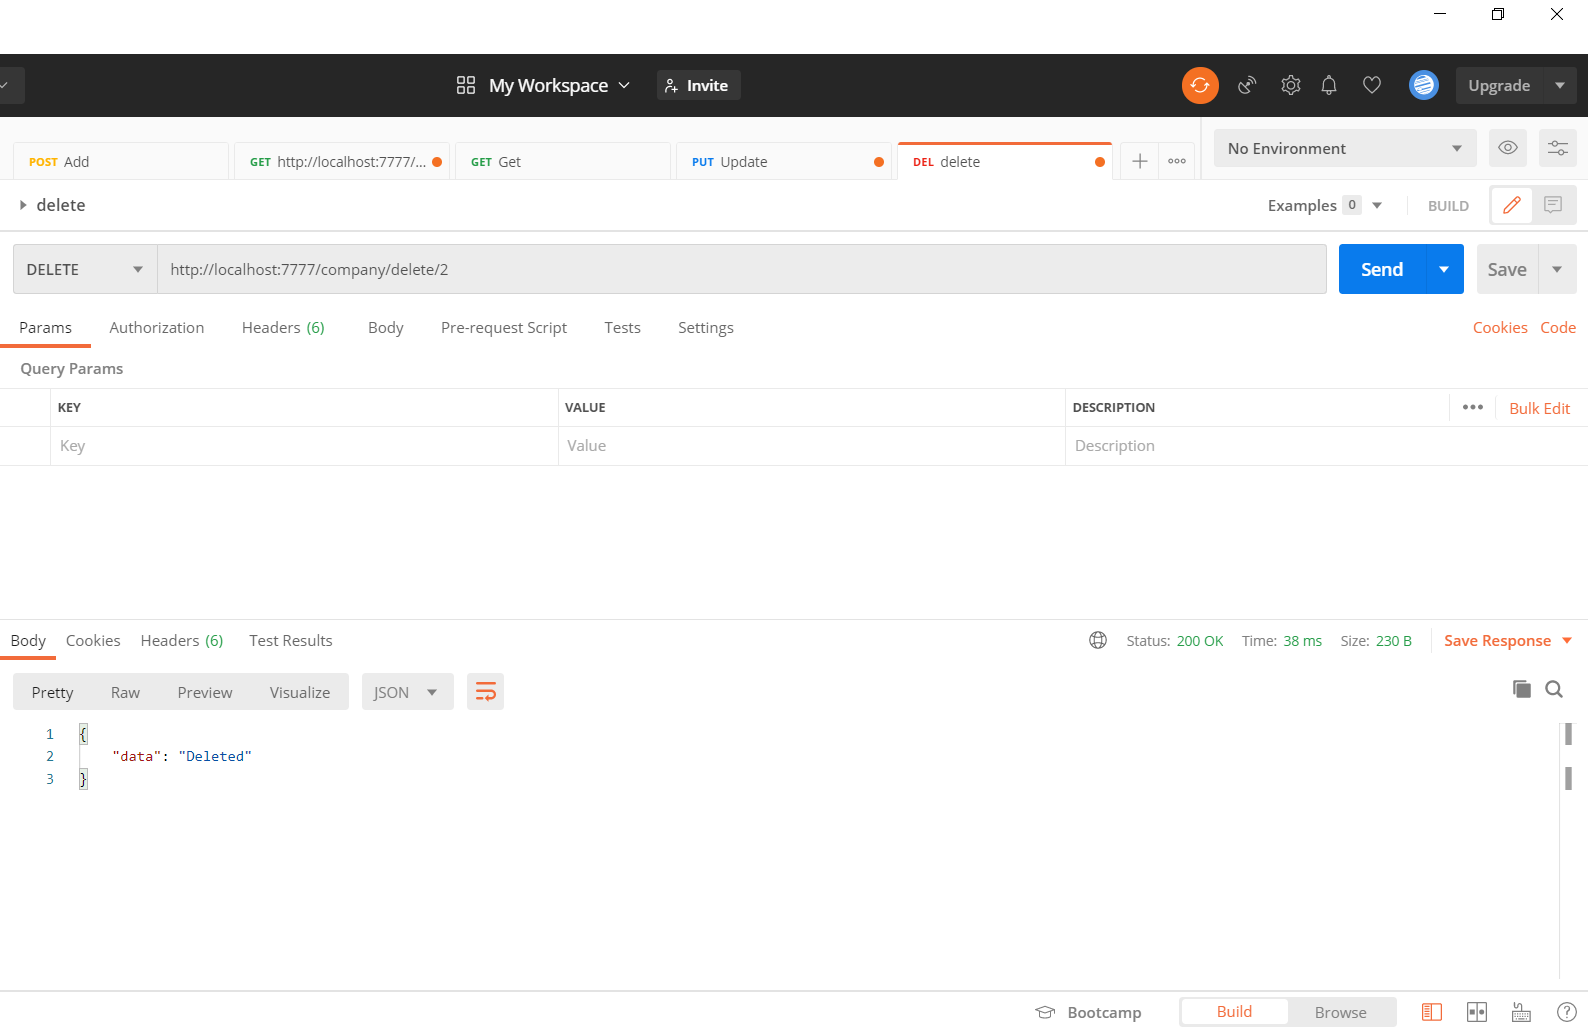 My Workspace Invite Upgrade
POST Add GET http://localhost:7777/... GET Get PUT Update DEL delete No Environment
delete Examples 0 BUILD
DELETE http://localhost:7777/company/delete/2 Send Save
Params Authorization Headers (6) Body Pre-request Script Tests Settings Cookies Code
Query Params
KEY VALUE DESCRIPTION Bulk Edit
Key Value Description
Body Cookies Headers (6) Test Results Status: 200 OK Time: 38 ms Size: 230 B Save Response
Pretty Raw Preview Visualize JSON
1 {
2 "data": "Deleted"
3 }
Bootcamp Build Browse